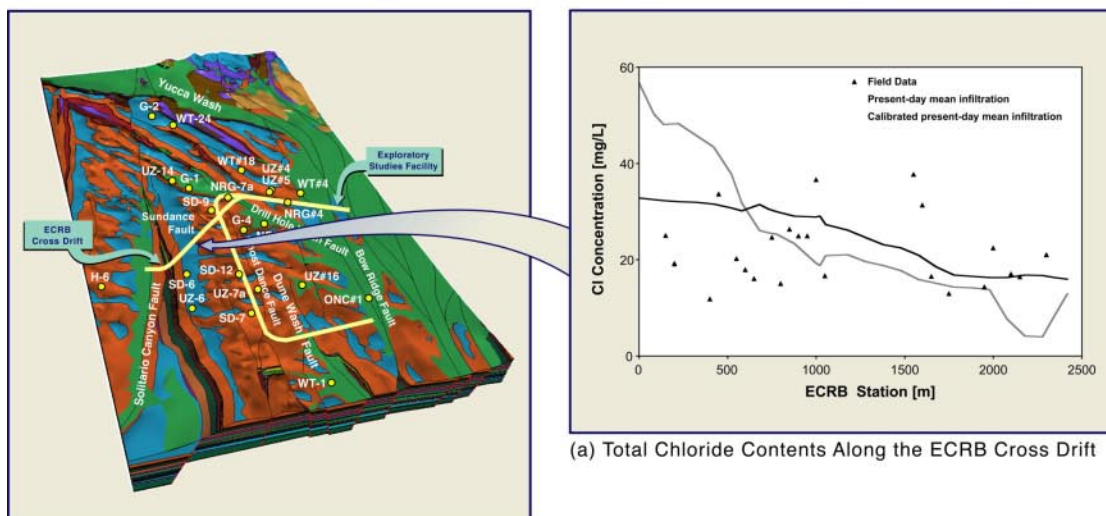 Yucca Wash
G-2
WT-24
WT#18
UZ-14
G-1
UZ#4
UZ#5
WT#4
NRG-7a
SD-9
NRG#4
Exploratory
Studies Facility
Sundance
Fault
G-4
Drill Hole
Fault
ECRB
Cross Drift
H-6
SD-12
SD-6
UZ-6
UZ-7a
SD-7
UZ#16
ONC#1
WT-1
Ghost Dance Fault
Dune Wash
Fault
Bow Ridge Fault
Solitario Canyon Fault
60
40
20
0
Cl Concentration [mg/L]
Field Data
Present-day mean infiltration
Calibrated present-day mean infiltration
0
500
1000
1500
2000
2500
ECRB Station [m]
(a) Total Chloride Contents Along the ECRB Cross Drift